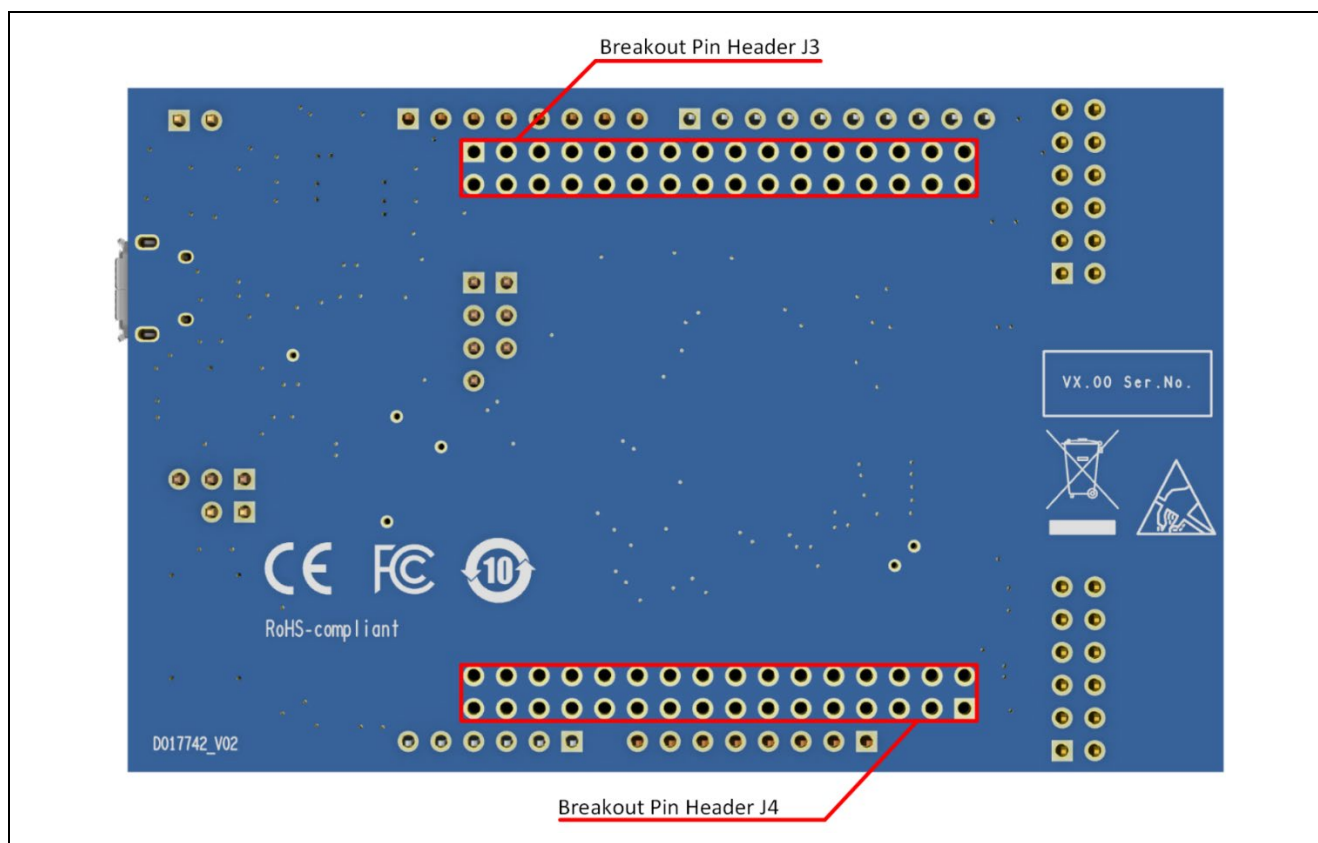 Breakout Pin Header J3
VX.00 Ser.No.
CE FC 10
RoHS-compliant
D017742_V02
Breakout Pin Header J4